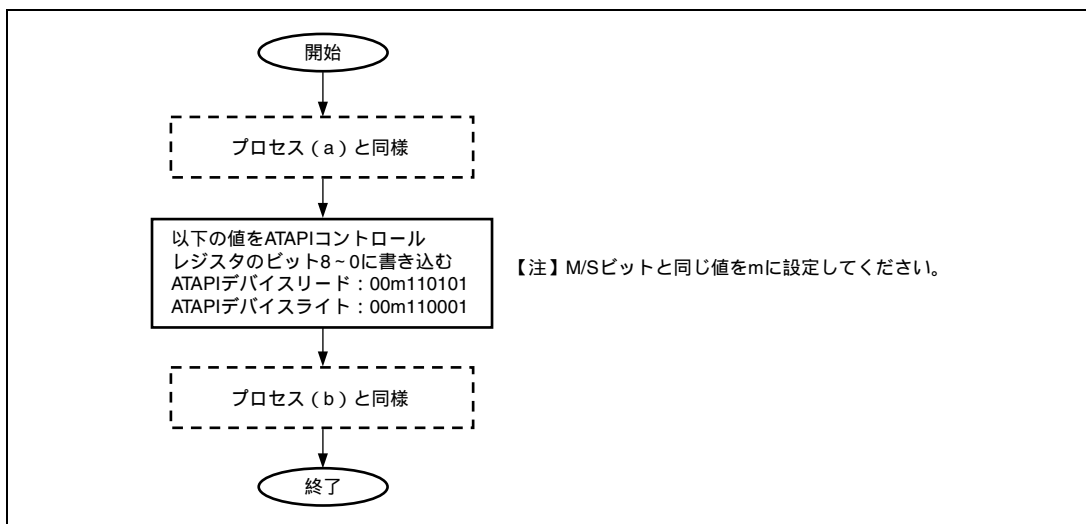 開始
プロセス(a)と同様
以下の値をATAPIコントロール
レジスタのビット8~0に書き込む
ATAPIデバイスリード:00m110101
ATAPIデバイスライト:00m110001
【注】M/Sビットと同じ値をmに設定してください。
プロセス(b)と同様
終了